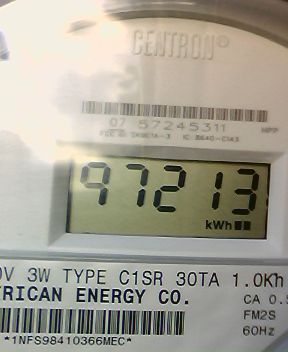 CENTRON®
07 57245311
97213
kWh
0V 3W TYPE C1SR 30TA 1.0Kh
RICAN ENERGY CO.
CA 0.5
FM2S
60Hz
*1NFS98410366MEC*